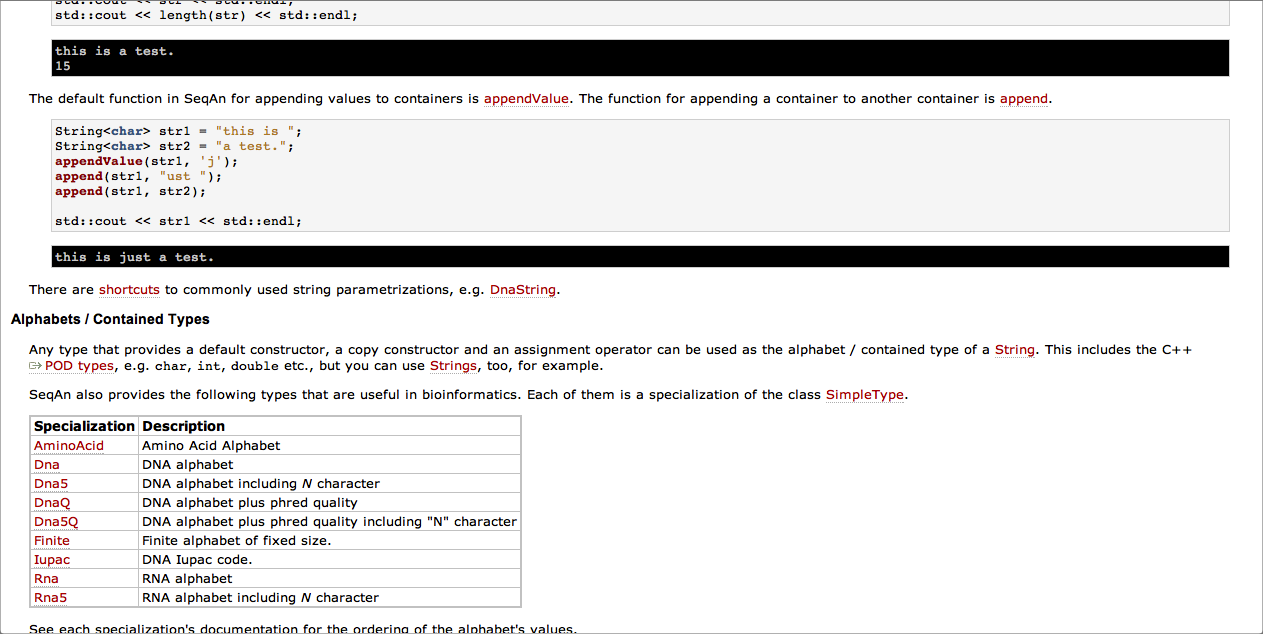 std::cout << str << std::endl;
std::cout << length(str) << std::endl;
this is a test.
15
The default function in SeqAn for appending values to containers is appendValue. The function for appending a container to another container is append.
String<char> str1 = "this is ";
String<char> str2 = "a test.";
appendValue(str1, 'j');
append(str1, "ust ");
append(str1, str2);
std::cout << str1 << std::endl;
this is just a test.
There are shortcuts to commonly used string parametrizations, e.g. DnaString.
Alphabets / Contained Types
Any type that provides a default constructor, a copy constructor and an assignment operator can be used as the alphabet / contained type of a String. This includes the C++
POD types, e.g. char, int, double etc., but you can use Strings, too, for example.
SeqAn also provides the following types that are useful in bioinformatics. Each of them is a specialization of the class SimpleType.
Specialization Description
AminoAcid Amino Acid Alphabet
Dna DNA alphabet
Dna5 DNA alphabet including N character
DnaQ DNA alphabet plus phred quality
Dna5Q DNA alphabet plus phred quality including "N" character
Finite Finite alphabet of fixed size.
Iupac DNA Iupac code.
Rna RNA alphabet
Rna5 RNA alphabet including N character
See each specialization's documentation for the ordering of the alphabet's values.